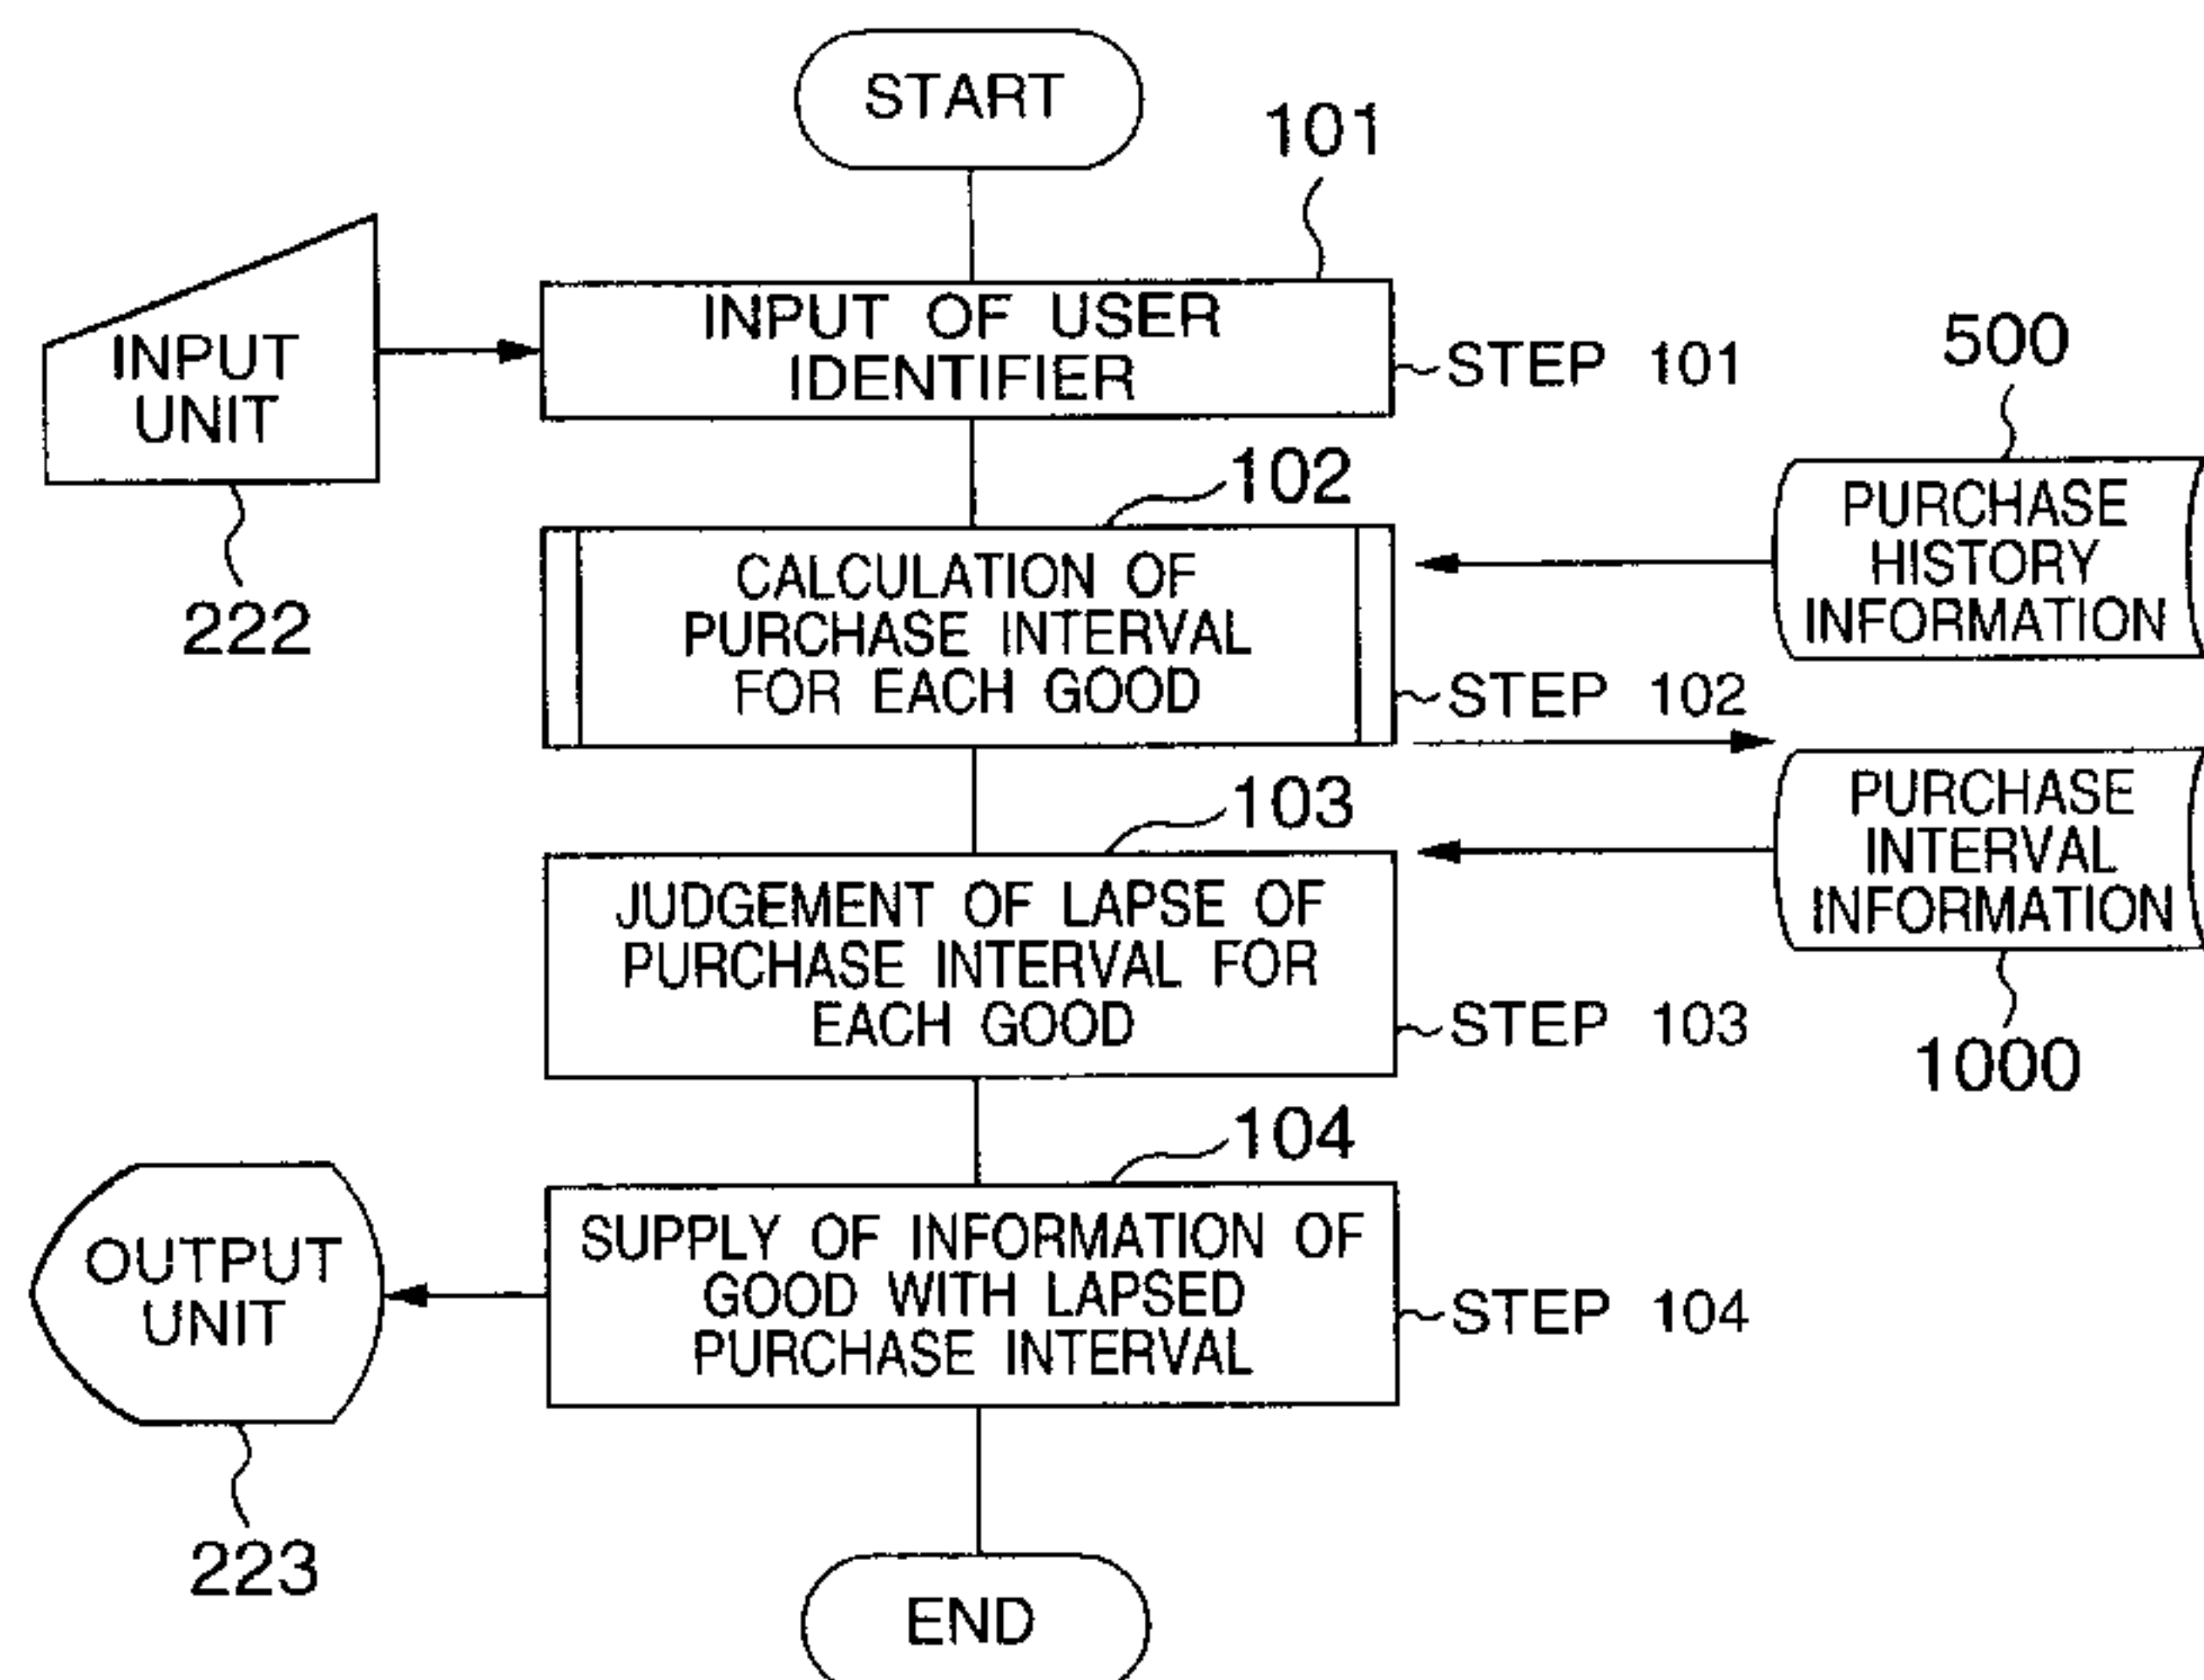 START
101
INPUT OF USER
IDENTIFIER
STEP 101
INPUT
UNIT
222
500
PURCHASE
HISTORY
INFORMATION
102
CALCULATION OF
PURCHASE INTERVAL
FOR EACH GOOD
STEP 102
PURCHASE
INTERVAL
INFORMATION
1000
103
JUDGEMENT OF LAPSE OF
PURCHASE INTERVAL FOR
EACH GOOD
STEP 103
104
SUPPLY OF INFORMATION OF
GOOD WITH LAPSED
PURCHASE INTERVAL
STEP 104
OUTPUT
UNIT
223
END